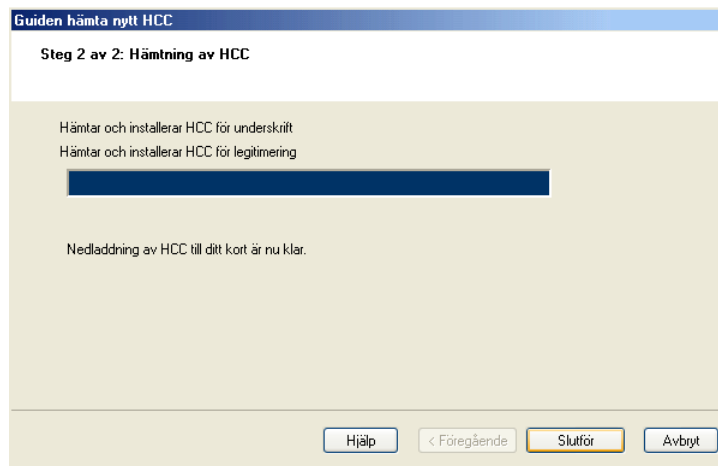 Guiden hämta nytt HCC
Steg 2 av 2: Hämtning av HCC
Hämtar och installerar HCC för underskrift
Hämtar och installerar HCC för legitimering
Nedladdning av HCC till ditt kort är nu klar.
Hjälp < Föregående Slutför Avbryt